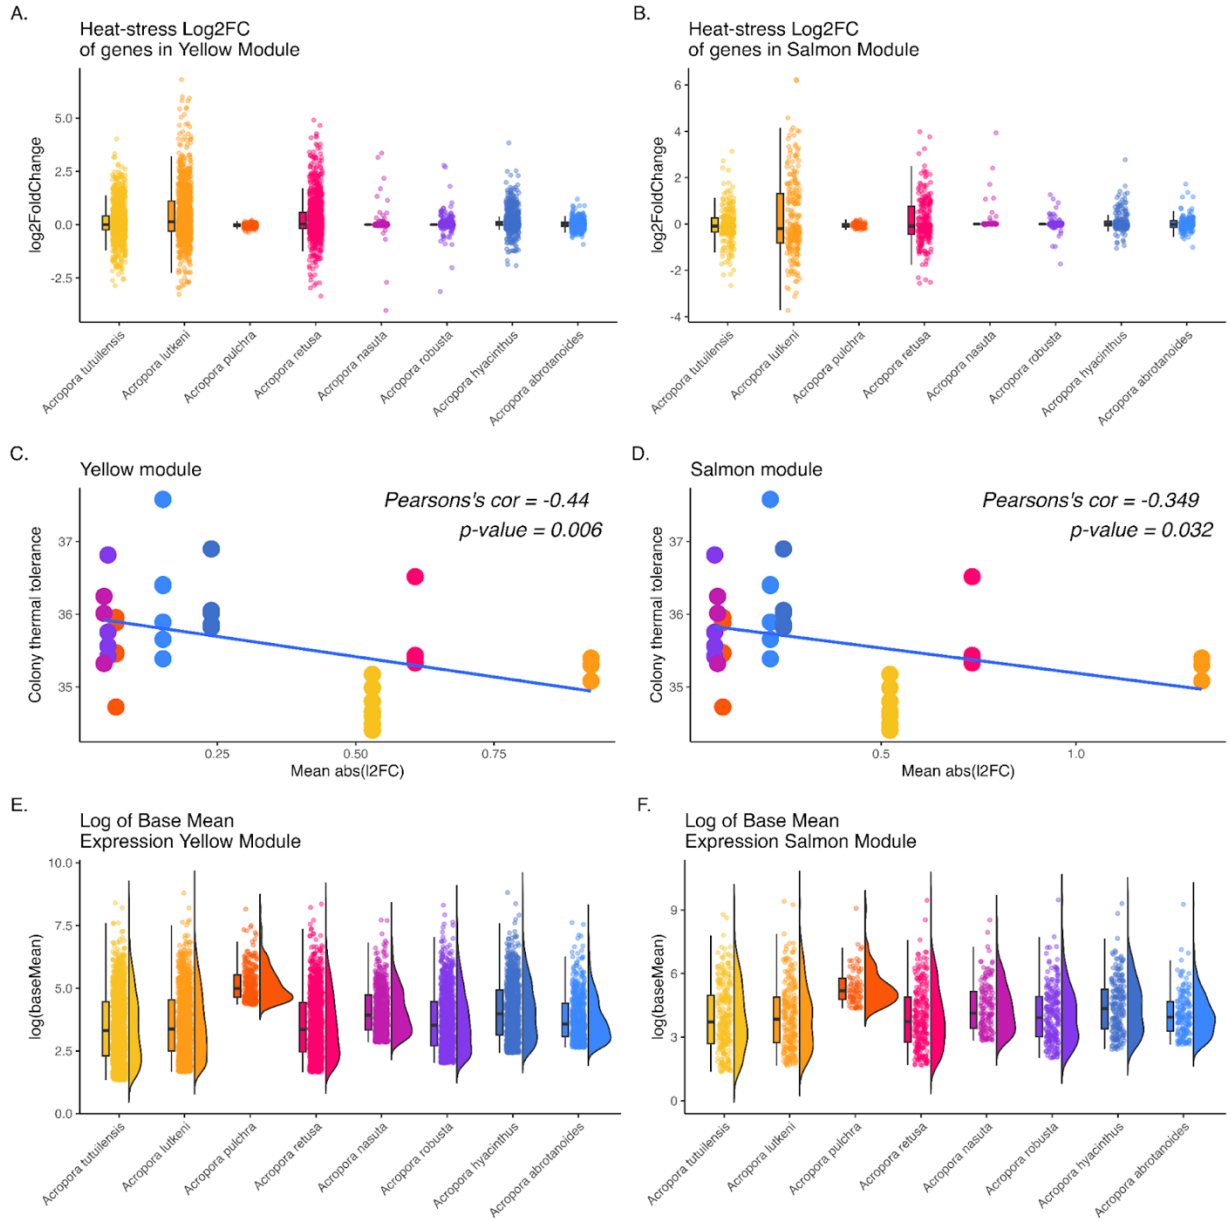 A.
Heat-stress Log2FC
of genes in Yellow Module
log2FoldChange
5.0
2.5
0.0
-2.5
Acropora tutuilensis
Acropora lutkeni
Acropora pulchra
Acropora retusa
Acropora nasuta
Acropora robusta
Acropora hyacinthus
Acropora abrotanoides
B.
Heat-stress Log2FC
of genes in Salmon Module
log2FoldChange
6
4
2
0
-2
-4
Acropora tutuilensis
Acropora lutkeni
Acropora pulchra
Acropora retusa
Acropora nasuta
Acropora robusta
Acropora hyacinthus
Acropora abrotanoides
C.
Yellow module
Pearsons's cor = -0.44
p-value = 0.006
Colony thermal tolerance
37
36
35
0.25
0.50
0.75
Mean abs(l2FC)
D.
Salmon module
Pearsons's cor = -0.349
p-value = 0.032
Colony thermal tolerance
37
36
35
0.5
1.0
Mean abs(l2FC)
E.
Log of Base Mean
Expression Yellow Module
log(baseMean)
10.0
7.5
5.0
2.5
0.0
Acropora tutuilensis
Acropora lutkeni
Acropora pulchra
Acropora retusa
Acropora nasuta
Acropora robusta
Acropora hyacinthus
Acropora abrotanoides
F.
Log of Base Mean
Expression Salmon Module
log(baseMean)
9
6
3
0
Acropora tutuilensis
Acropora lutkeni
Acropora pulchra
Acropora retusa
Acropora nasuta
Acropora robusta
Acropora hyacinthus
Acropora abrotanoides